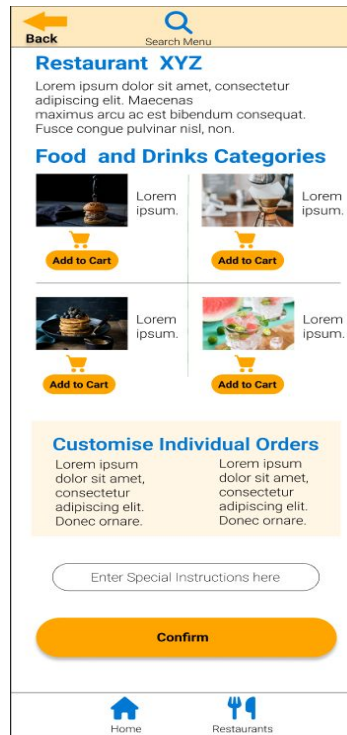 Back
Search Menu
Restaurant XYZ
Lorem ipsum dolor sit amet, consectetur
adipiscing elit. Maecenas
maximus arcu ac est bibendum consequat.
Fusce congue pulvinar nisl, non.
Food and Drinks Categories
Lorem
ipsum.
Add to Cart
Lorem
ipsum.
Add to Cart
Lorem
ipsum.
Add to Cart
Lorem
ipsum.
Add to Cart
Customise Individual Orders
Lorem ipsum
dolor sit amet,
consectetur
adipiscing elit.
Donec ornare.
Lorem ipsum
dolor sit amet,
consectetur
adipiscing elit.
Donec ornare.
Enter Special Instructions here
Confirm
Home
Restaurants